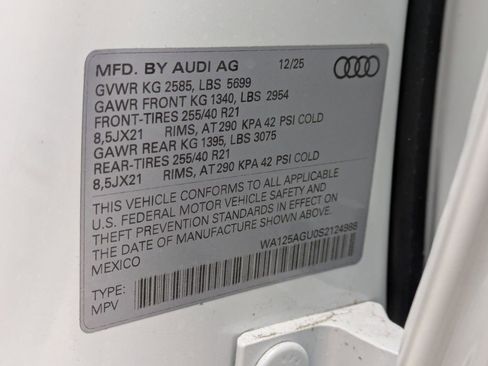 MFD. BY AUDI AG 12/25
GVWR KG 2585, LBS 5699
GAWR FRONT KG 1340, LBS 2954
FRONT-TIRES 255/40 R21
8,5JX21 RIMS, AT 290 KPA 42 PSI COLD
GAWR REAR KG 1395, LBS 3075
REAR-TIRES 255/40 R21
8,5JX21 RIMS, AT 290 KPA 42 PSI COLD
THIS VEHICLE CONFORMS TO ALL APPLICABLE
U.S. FEDERAL MOTOR VEHICLE SAFETY AND
THEFT PREVENTION STANDARDS IN EFFECT ON
THE DATE OF MANUFACTURE SHOWN ABOVE.
MEXICO
WA125AGU0S2124988
TYPE:
MPV